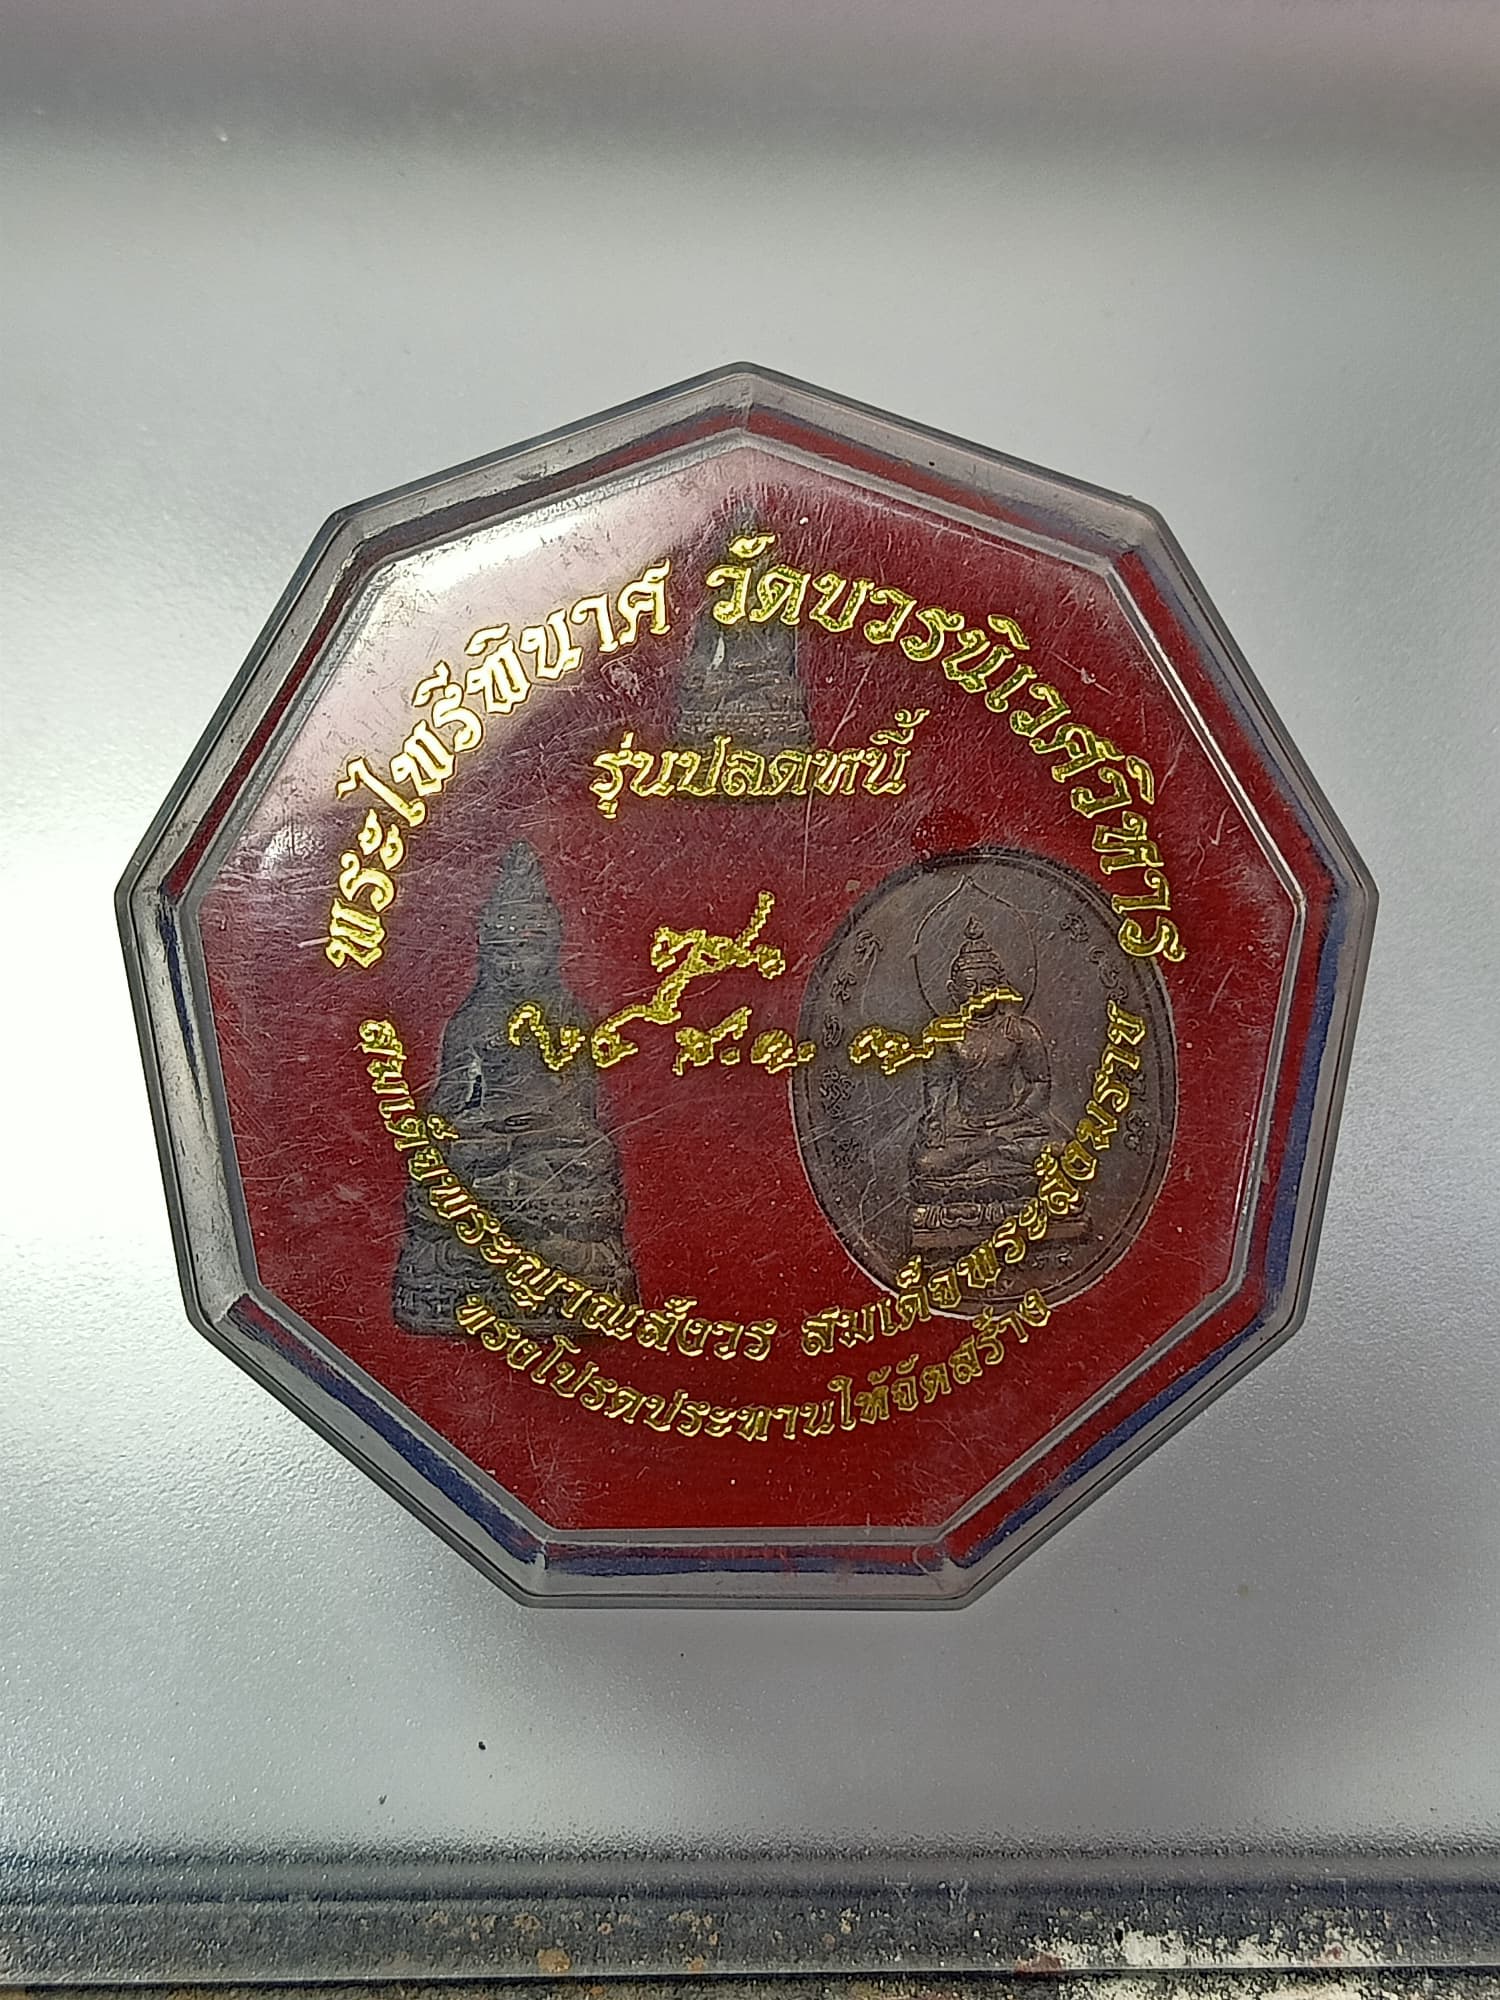 พระไพรีพินาศ วัดบวรนิเวศวิหาร
รุ่นปลดหนี้
สมเด็จพระญาณสังวร สมเด็จพระสังฆราช
ทรงโปรดประทานให้จัดสร้าง